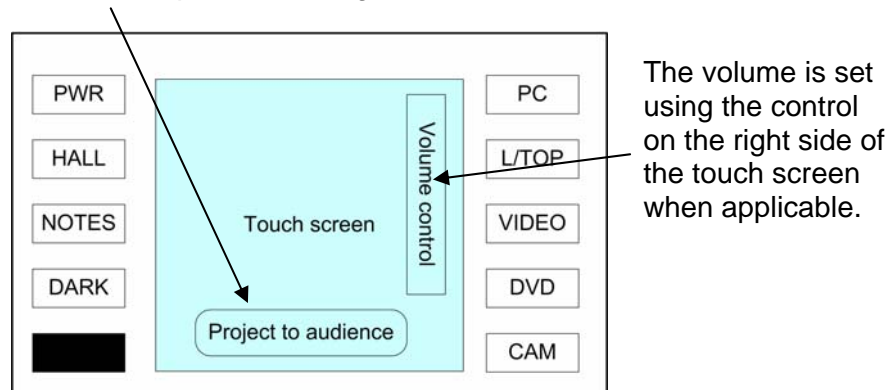 PWR
HALL
NOTES
DARK
Touch screen
Volume control
Project to audience
PC
L/TOP
VIDEO
DVD
CAM
The volume is set
using the control
on the right side of
the touch screen
when applicable.